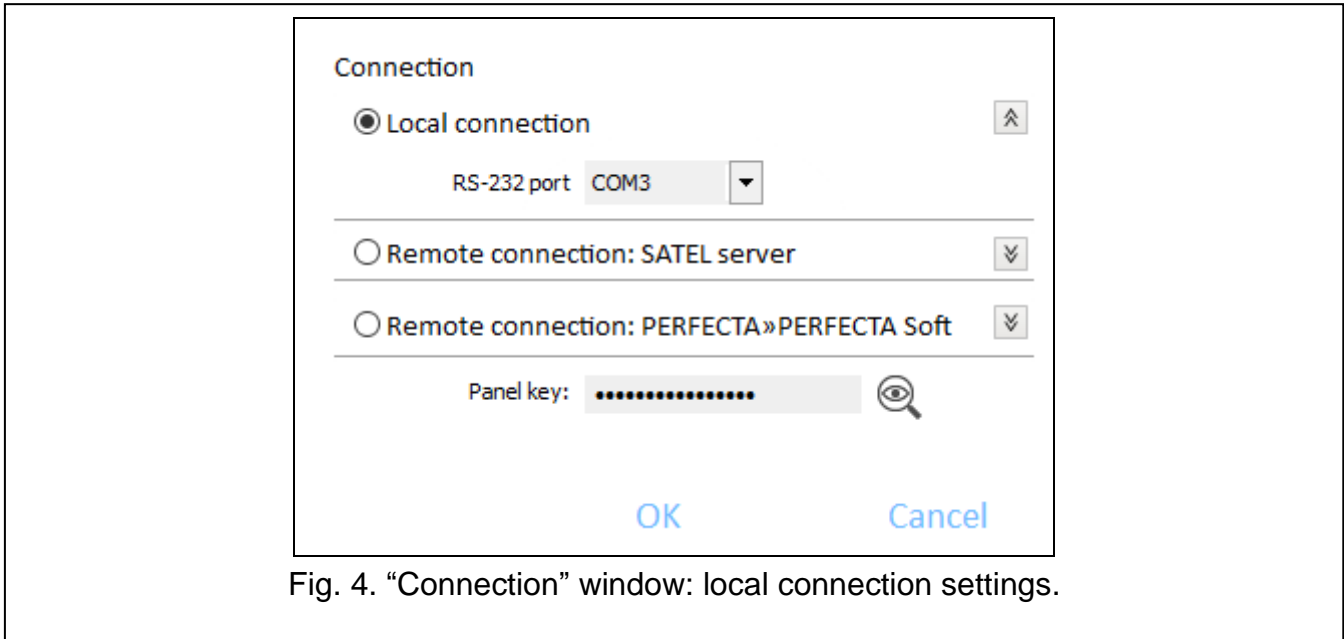 Connection
Local connection
RS-232 port COM3
Remote connection: SATEL server
Remote connection: PERFECTA»PERFECTA Soft
Panel key: ••••••••••••••••
OK Cancel
Fig. 4. “Connection” window: local connection settings.